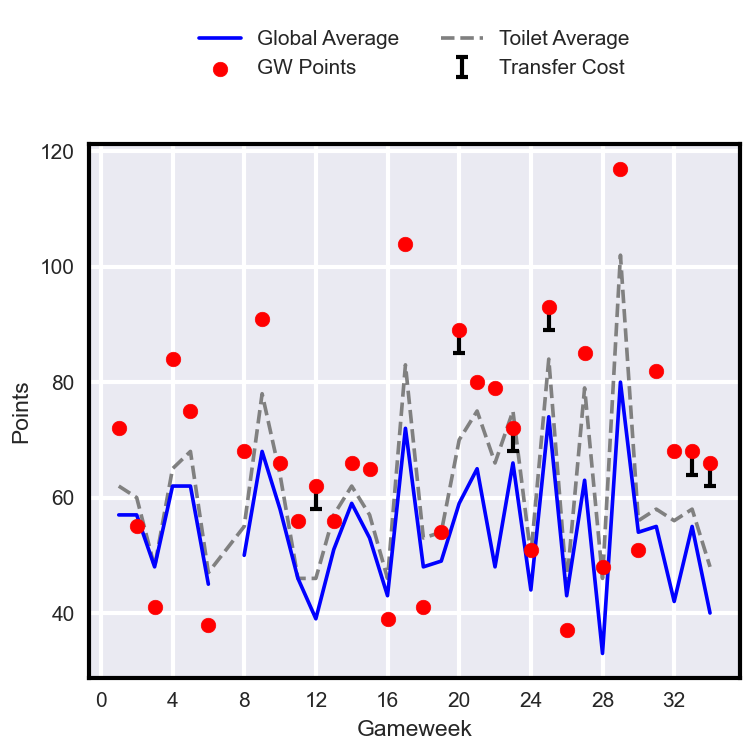 Global Average Toilet Average
GW Points Transfer Cost
120
100
80
60
40
Points
0 4 8 12 16 20 24 28 32
Gameweek